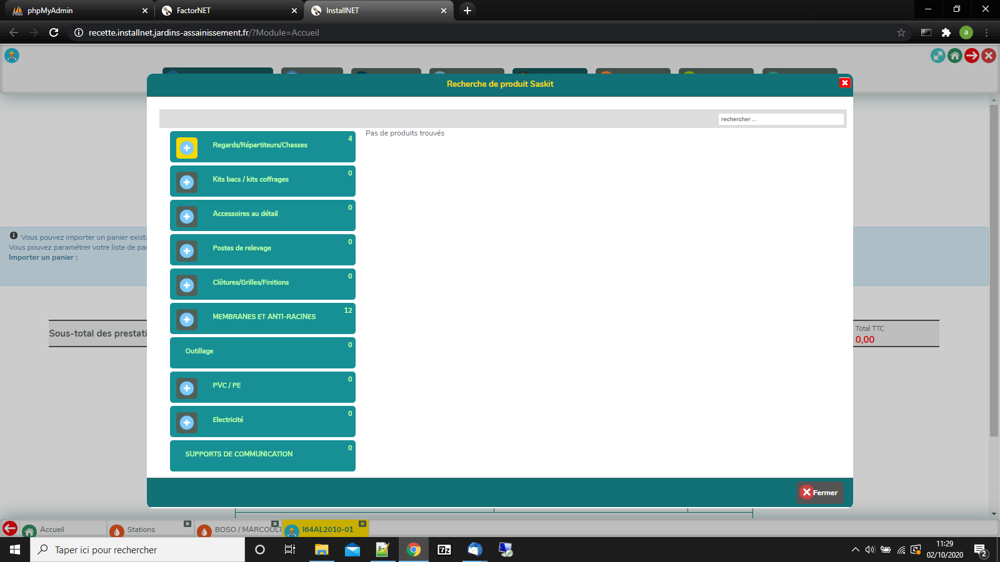 phpMyAdmin
FactorNET
InstallNET
recette.installnet.jardins-assainissement.fr/?Module=Accueil
a
Recherche de produit Saskit
rechercher ...
Pas de produits trouvés
Regards/Répartiteurs/Chasses 4
Kits bacs / kits coffrages 0
Accessoires au détail 0
Postes de relevage 0
Clôtures/Grilles/Finitions 0
MEMBRANES ET ANTI-RACINES 12
Outillage 0
PVC / PE 0
Electricité 0
SUPPORTS DE COMMUNICATION 0
Vous pouvez importer un panier exista
Vous pouvez paramétrer votre liste de pa
Importer un panier :
Sous-total des prestati
Total TTC
0,00
Fermer
Accueil
Stations
BOSO / MARCOULT
I64AL2010-01
Taper ici pour rechercher
7z
11:29
02/10/2020
2